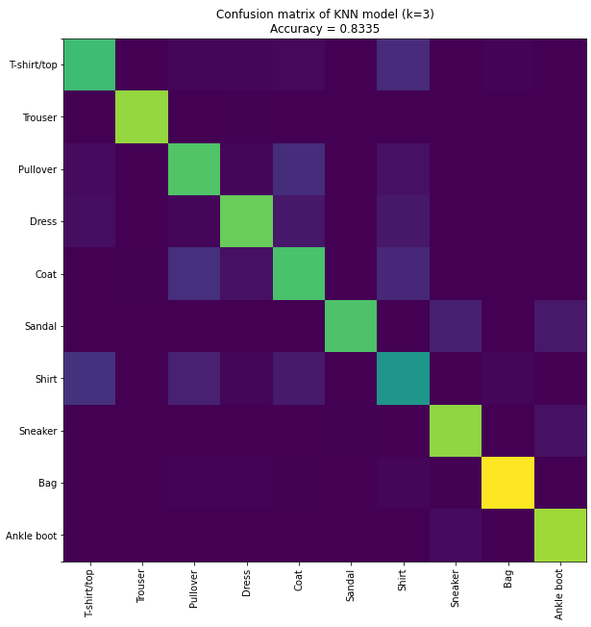 Confusion matrix of KNN model (k=3)
Accuracy = 0.8335
T-shirt/top
Trouser
Pullover
Dress
Coat
Sandal
Shirt
Sneaker
Bag
Ankle boot
T-shirt/top
Trouser
Pullover
Dress
Coat
Sandal
Shirt
Sneaker
Bag
Ankle boot